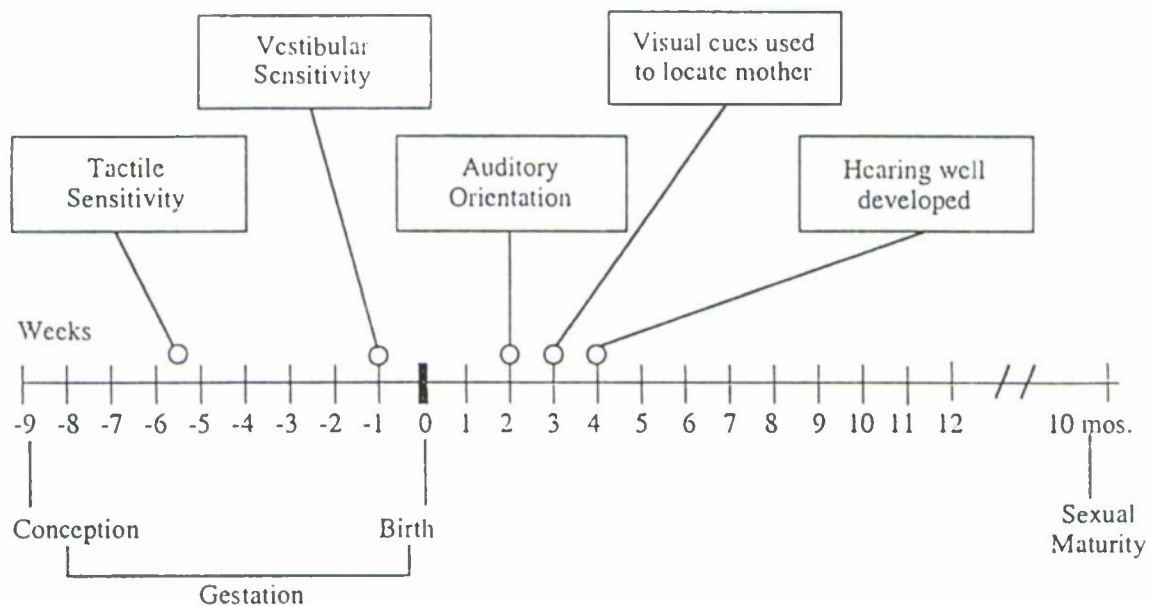 Vestibular
Sensitivity
Visual cues used
to locate mother
Tactile
Sensitivity
Auditory
Orientation
Hearing well
developed
Weeks
-9 -8 -7 -6 -5 -4 -3 -2 -1 0 1 2 3 4 5 6 7 8 9 10 11 12 10 mos.
Conception
Birth
Sexual
Maturity
Gestation